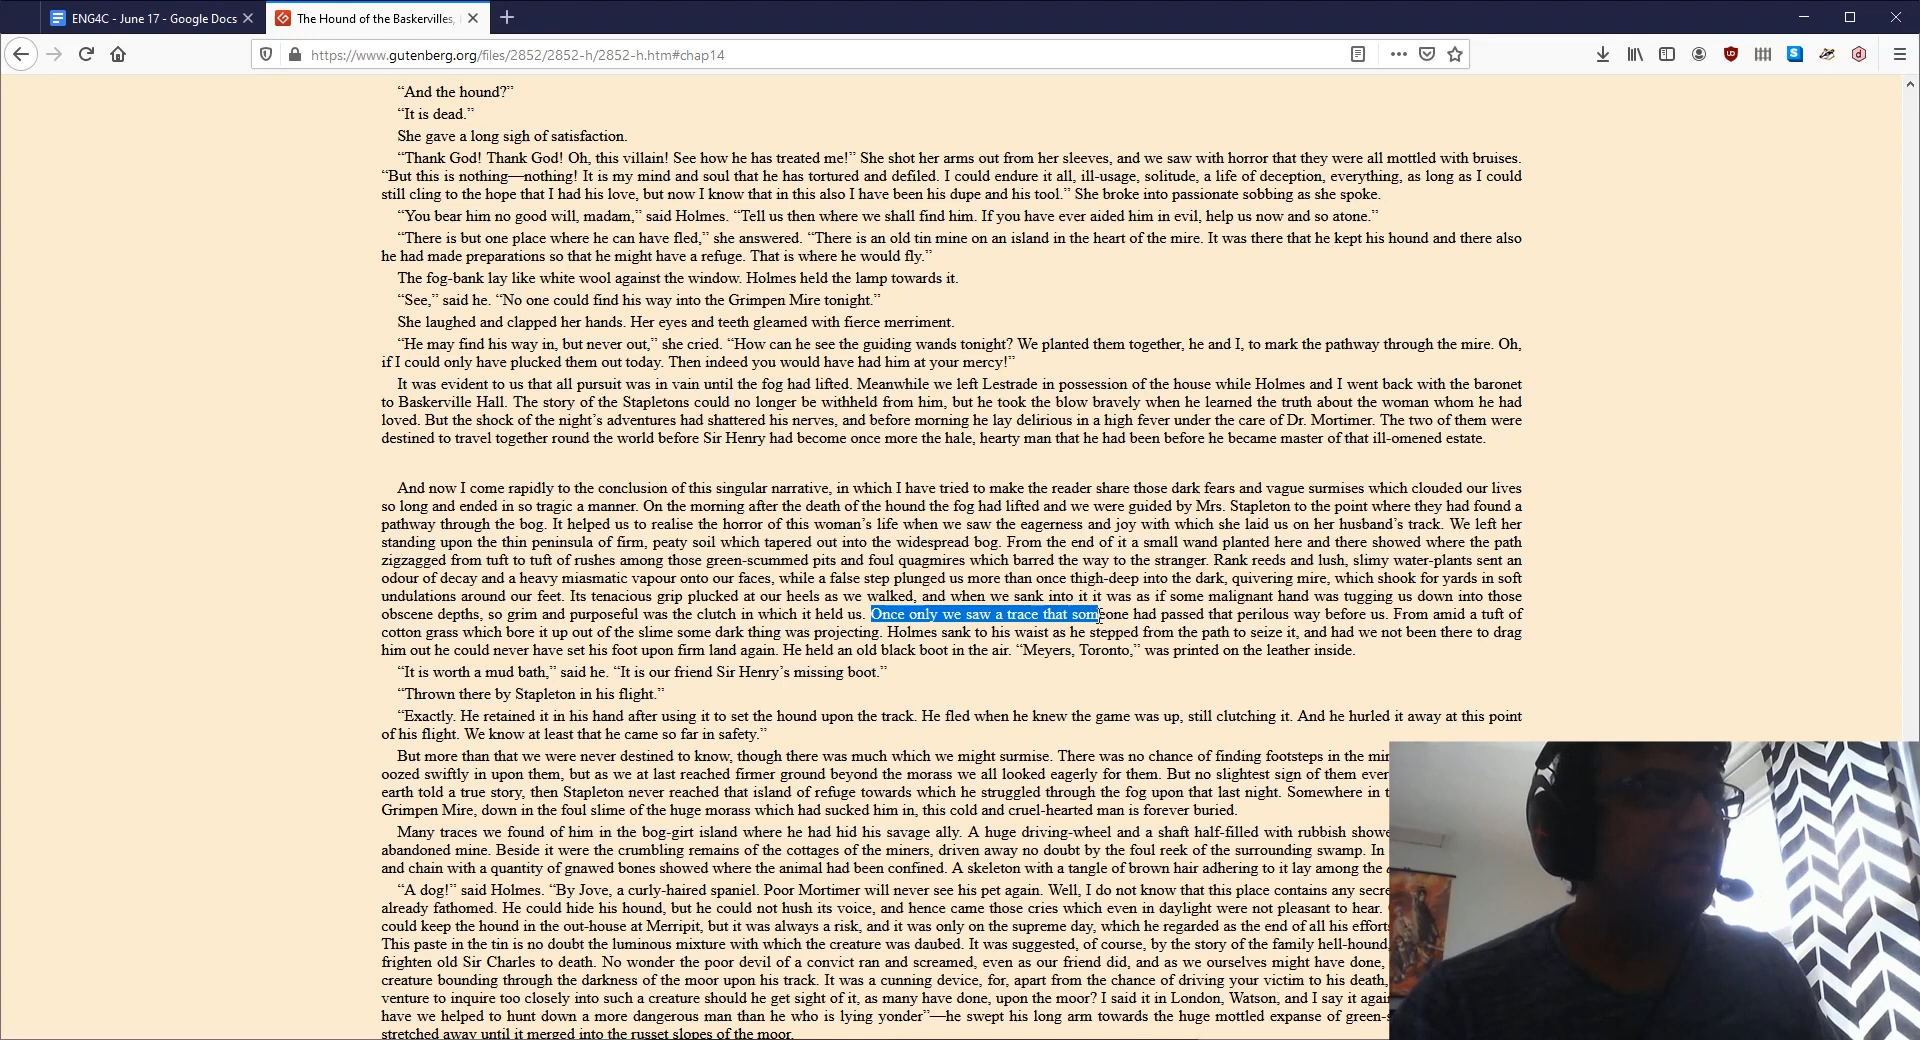 ENG4C - June 17 - Google Docs
The Hound of the Baskervilles,
https://www.gutenberg.org/files/2852/2852-h/2852-h.htm#chap14
“And the hound?”
“It is dead.”
She gave a long sigh of satisfaction.
“Thank God! Thank God! Oh, this villain! See how he has treated me!” She shot her arms out from her sleeves, and we saw with horror that they were all mottled with bruises.
“But this is nothing—nothing! It is my mind and soul that he has tortured and defiled. I could endure it all, ill-usage, solitude, a life of deception, everything, as long as I could
still cling to the hope that I had his love, but now I know that in this also I have been his dupe and his tool.” She broke into passionate sobbing as she spoke.
“You bear him no good will, madam,” said Holmes. “Tell us then where we shall find him. If you have ever aided him in evil, help us now and so atone.”
“There is but one place where he can have fled,” she answered. “There is an old tin mine on an island in the heart of the mire. It was there that he kept his hound and there also
he had made preparations so that he might have a refuge. That is where he would fly.”
The fog-bank lay like white wool against the window. Holmes held the lamp towards it.
“See,” said he. “No one could find his way into the Grimpen Mire tonight.”
She laughed and clapped her hands. Her eyes and teeth gleamed with fierce merriment.
“He may find his way in, but never out,” she cried. “How can he see the guiding wands tonight? We planted them together, he and I, to mark the pathway through the mire. Oh,
if I could only have plucked them out today. Then indeed you would have had him at your mercy!”
It was evident to us that all pursuit was in vain until the fog had lifted. Meanwhile we left Lestrade in possession of the house while Holmes and I went back with the baronet
to Baskerville Hall. The story of the Stapletons could no longer be withheld from him, but he took the blow bravely when he learned the truth about the woman whom he had
loved. But the shock of the night’s adventures had shattered his nerves, and before morning he lay delirious in a high fever under the care of Dr. Mortimer. The two of them were
destined to travel together round the world before Sir Henry had become once more the hale, hearty man that he had been before he became master of that ill-omened estate.
And now I come rapidly to the conclusion of this singular narrative, in which I have tried to make the reader share those dark fears and vague surmises which clouded our lives
so long and ended in so tragic a manner. On the morning after the death of the hound the fog had lifted and we were guided by Mrs. Stapleton to the point where they had found a
pathway through the bog. It helped us to realise the horror of this woman’s life when we saw the eagerness and joy with which she laid us on her husband’s track. We left her
standing upon the thin peninsula of firm, peaty soil which tapered out into the widespread bog. From the end of it a small wand planted here and there showed where the path
zigzagged from tuft to tuft of rushes among those green-scummed pits and foul quagmires which barred the way to the stranger. Rank reeds and lush, slimy water-plants sent an
odour of decay and a heavy miasmatic vapour onto our faces, while a false step plunged us more than once thigh-deep into the dark, quivering mire, which shook for yards in soft
undulations around our feet. Its tenacious grip plucked at our heels as we walked, and when we sank into it it was as if some malignant hand was tugging us down into those
obscene depths, so grim and purposeful was the clutch in which it held us. Once only we saw a trace that someone had passed that perilous way before us. From amid a tuft of
cotton grass which bore it up out of the slime some dark thing was projecting. Holmes sank to his waist as he stepped from the path to seize it, and had we not been there to drag
him out he could never have set his foot upon firm land again. He held an old black boot in the air. “Meyers, Toronto,” was printed on the leather inside.
“It is worth a mud bath,” said he. “It is our friend Sir Henry’s missing boot.”
“Thrown there by Stapleton in his flight.”
“Exactly. He retained it in his hand after using it to set the hound upon the track. He fled when he knew the game was up, still clutching it. And he hurled it away at this point
of his flight. We know at least that he came so far in safety.”
But more than that we were never destined to know, though there was much which we might surmise. There was no chance of finding footsteps in the
oozed swiftly in upon them, but as we at last reached firmer ground beyond the morass we all looked eagerly for them. But no slightest sign of them ever
earth told a true story, then Stapleton never reached that island of refuge towards which he struggled through the fog upon that last night. Somewhere in
Grimpen Mire, down in the foul slime of the huge morass which had sucked him in, this cold and cruel-hearted man is forever buried.
Many traces we found of him in the bog-girt island where he had hid his savage ally. A huge driving-wheel and a shaft half-filled with rubbish
abandoned mine. Beside it were the crumbling remains of the cottages of the miners, driven away no doubt by the foul reek of the surrounding swamp. In
and chain with a quantity of gnawed bones showed where the animal had been confined. A skeleton with a tangle of brown hair adhering to it lay among the
“A dog!” said Holmes. “By Jove, a curly-haired spaniel. Poor Mortimer will never see his pet again. Well, I do not know that this place contains any
already fathomed. He could hide his hound, but he could not hush its voice, and hence came those cries which even in daylight were not pleasant to hear.
could keep the hound in the out-house at Merripit, but it was always a risk, and it was only on the supreme day, which he regarded as the end of all his
This paste in the tin is no doubt the luminous mixture with which the creature was daubed. It was suggested, of course, by the story of the family hell-hound,
frighten old Sir Charles to death. No wonder the poor devil of a convict ran and screamed, even as our friend did, and as we ourselves might have done,
creature bounding through the darkness of the moor upon his track. It was a cunning device, for, apart from the chance of driving your victim to his death,
venture to inquire too closely into such a creature should he get sight of it, as many have done, upon the moor? I said it in London, Watson, and I say it
have we helped to hunt down a more dangerous man than he who is lying yonder”—he swept his long arm towards the huge mottled expanse of
stretched away until it merged into the russet slopes of the moor.